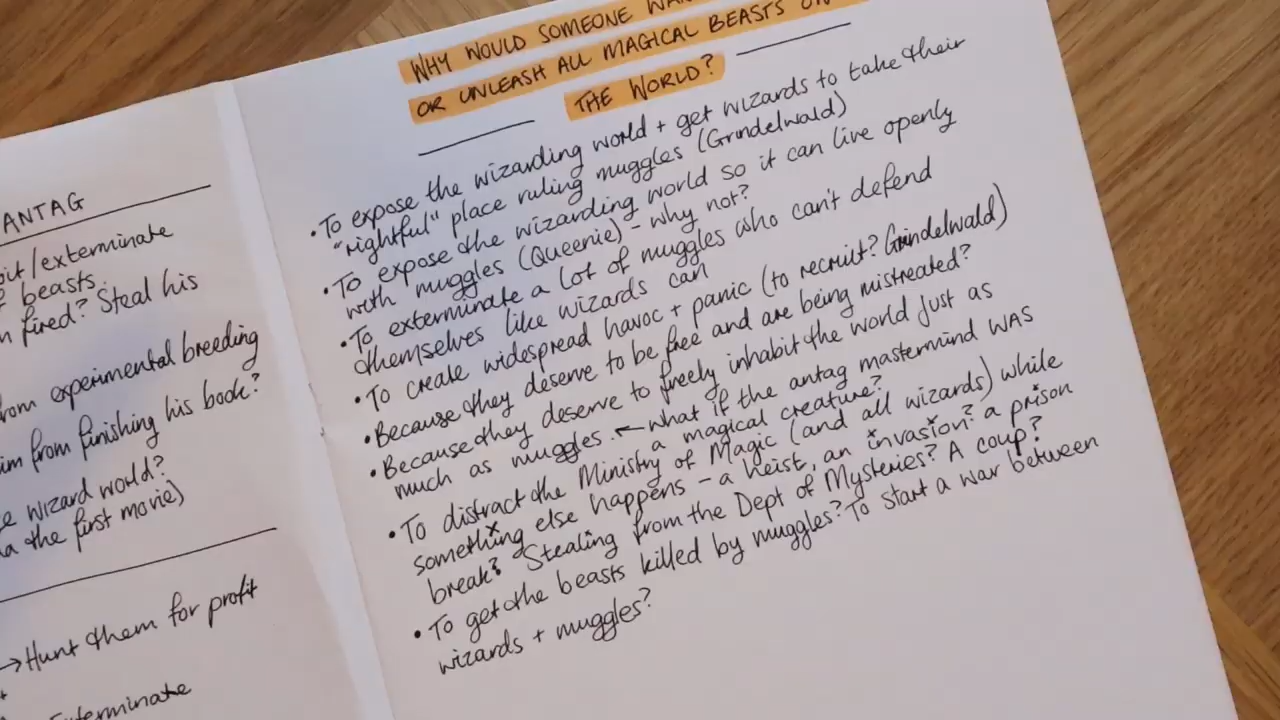 ANTAG
/exterminate
beasts.
fired? Steal his
from experimental breeding
from finishing his book?
wizard world?
the first movie)
→Hunt them for profit
WHY WOULD SOMEONE
OR UNLEASH ALL MAGICAL BEASTS ON
THE WORLD?
•To expose the wizarding world + get wizards to take their
"rightful" place ruling muggles (Grindelwald)
•To expose the wizarding world so it can live openly
with muggles (Queenie) - why not?
•To exterminate a lot of muggles who can't defend
themselves like wizards can
•To create widespread havoc + panic (to recruit? Grindelwald)
•Because they deserve to be free and are being mistreated?
•Because they deserve to freely inhabit the world just as
much as muggles. ← what if the antag mastermind WAS
a magical creature?
•To distract the Ministry of Magic (and all wizards) while
something else happens - a heist, an invasion? a prison
break? Stealing from the Dept of Mysteries? A coup?
•To get the beasts killed by muggles? To start a war between
wizards + muggles?